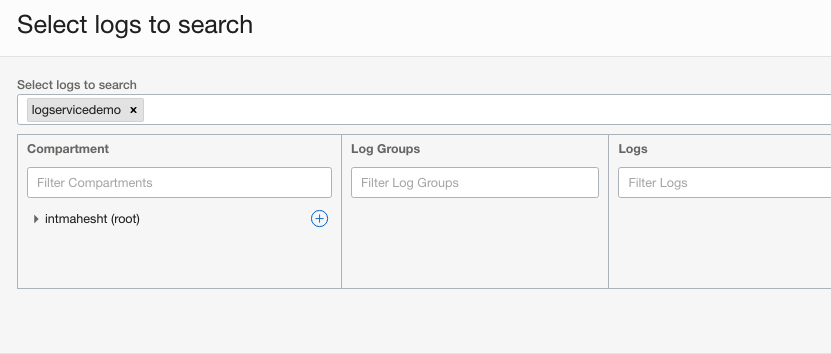 Select logs to search
Select logs to search
logservicedemo ×
Compartment
Log Groups
Logs
Filter Compartments
Filter Log Groups
Filter Logs
intmahesht (root)